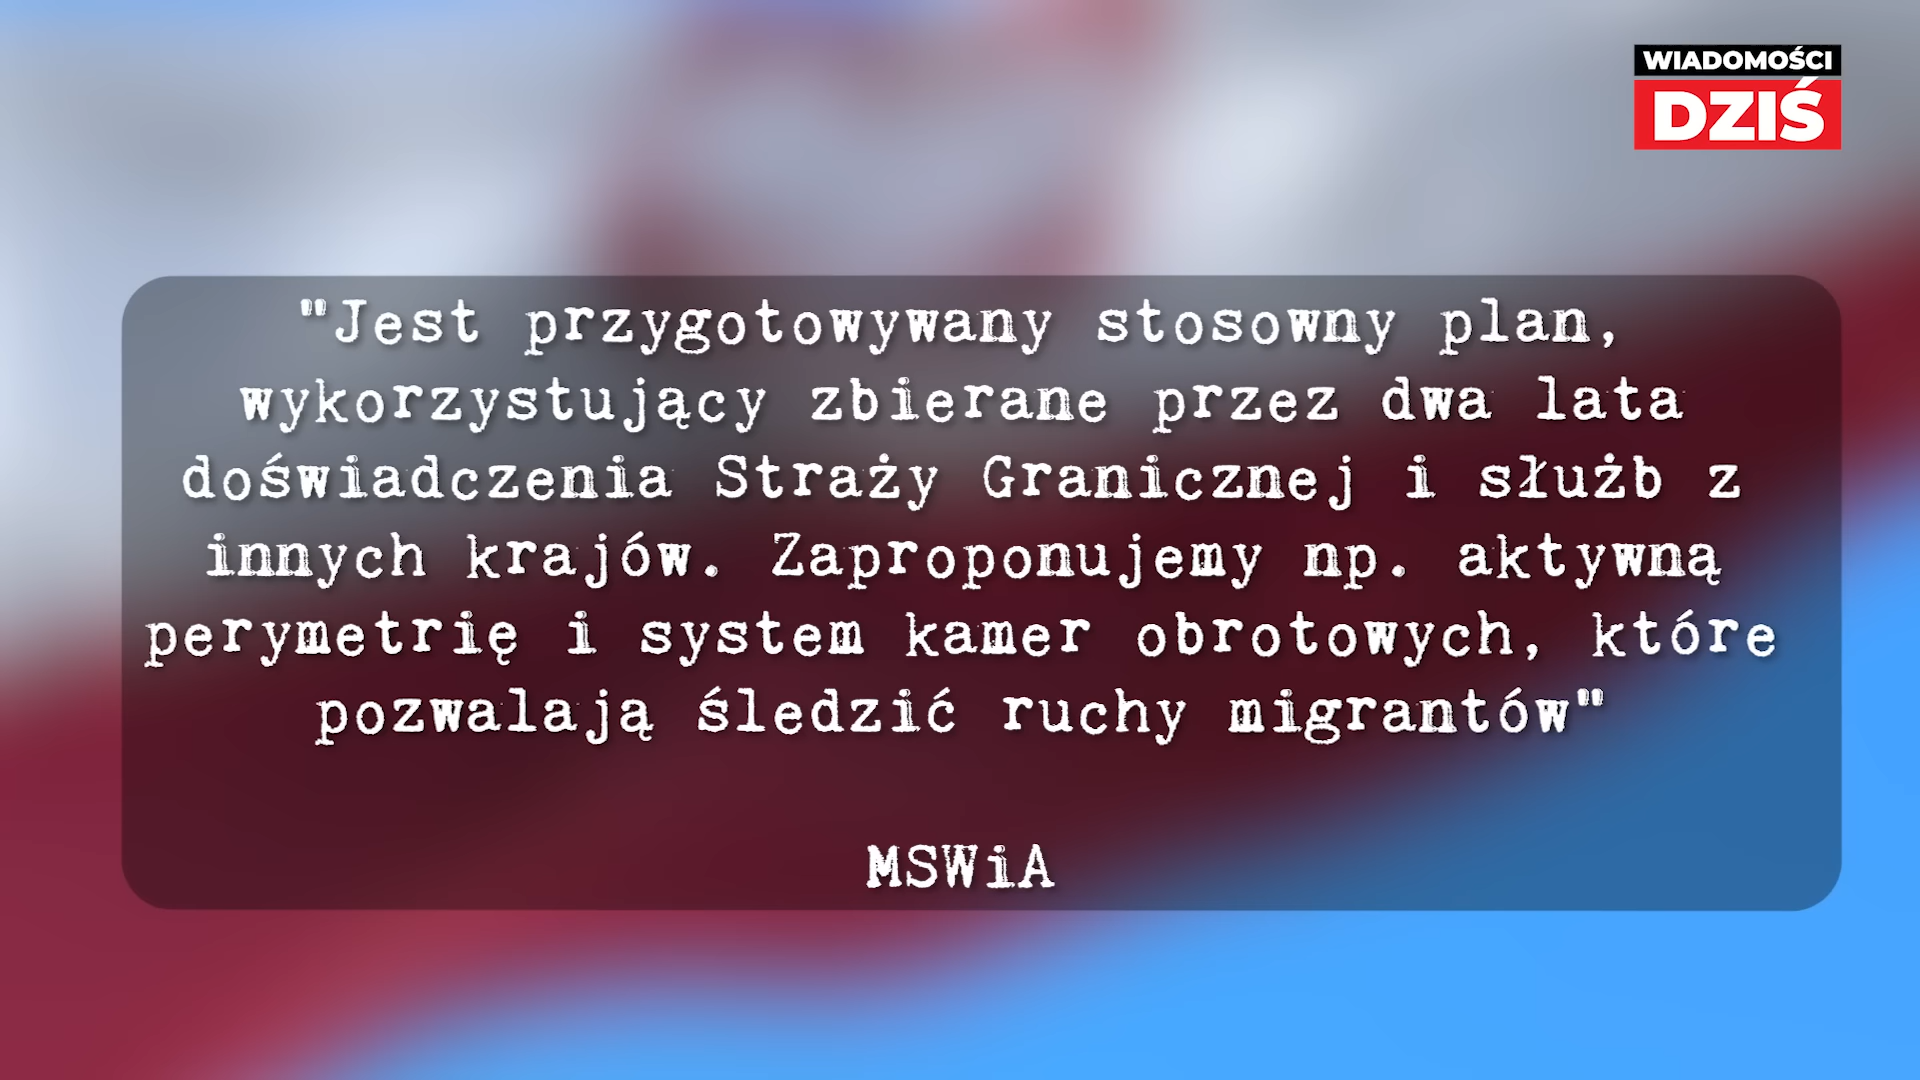 WIADOMOŚCI
DZIŚ
"Jest przygotowywany stosowny plan,
wykorzystujący zbierane przez dwa lata
doświadczenia Straży Granicznej i służb z
innych krajów. Zaproponujemy np. aktywną
perymetrię i system kamer obrotowych, które
pozwalają śledzić ruchy migrantów"
MSWiA